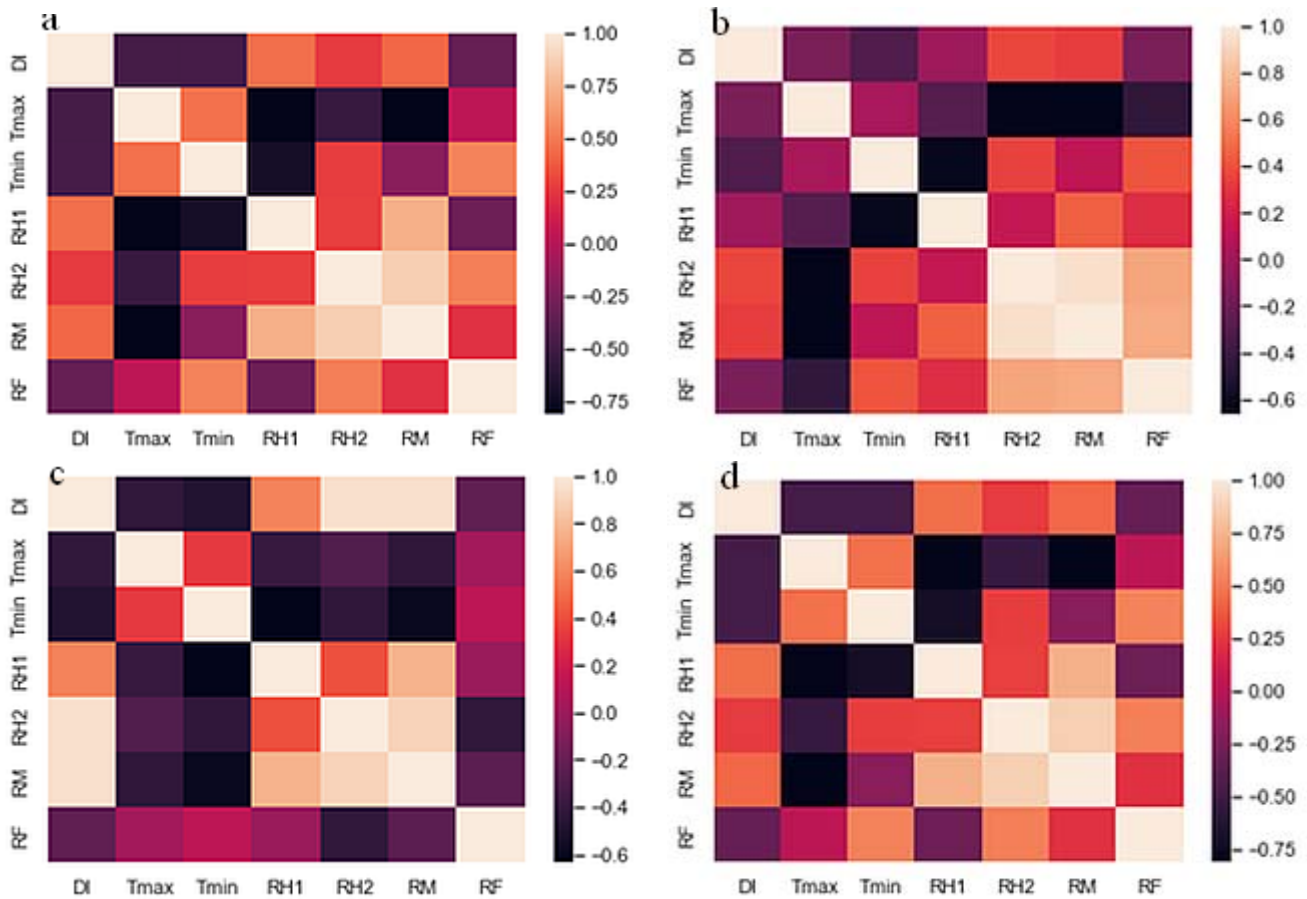 a
DI
Tmax
Tmin
RH1
RH2
RM
RF
DI Tmax Tmin RH1 RH2 RM RF
1.00
0.75
0.50
0.25
0.00
−0.25
−0.50
−0.75
b
DI
Tmax
Tmin
RH1
RH2
RM
RF
DI Tmax Tmin RH1 RH2 RM RF
1.0
0.8
0.6
0.4
0.2
0.0
−0.2
−0.4
−0.6
c
DI
Tmax
Tmin
RH1
RH2
RM
RF
DI Tmax Tmin RH1 RH2 RM RF
1.0
0.8
0.6
0.4
0.2
0.0
−0.2
−0.4
−0.6
d
DI
Tmax
Tmin
RH1
RH2
RM
RF
DI Tmax Tmin RH1 RH2 RM RF
1.00
0.75
0.50
0.25
0.00
−0.25
−0.50
−0.75